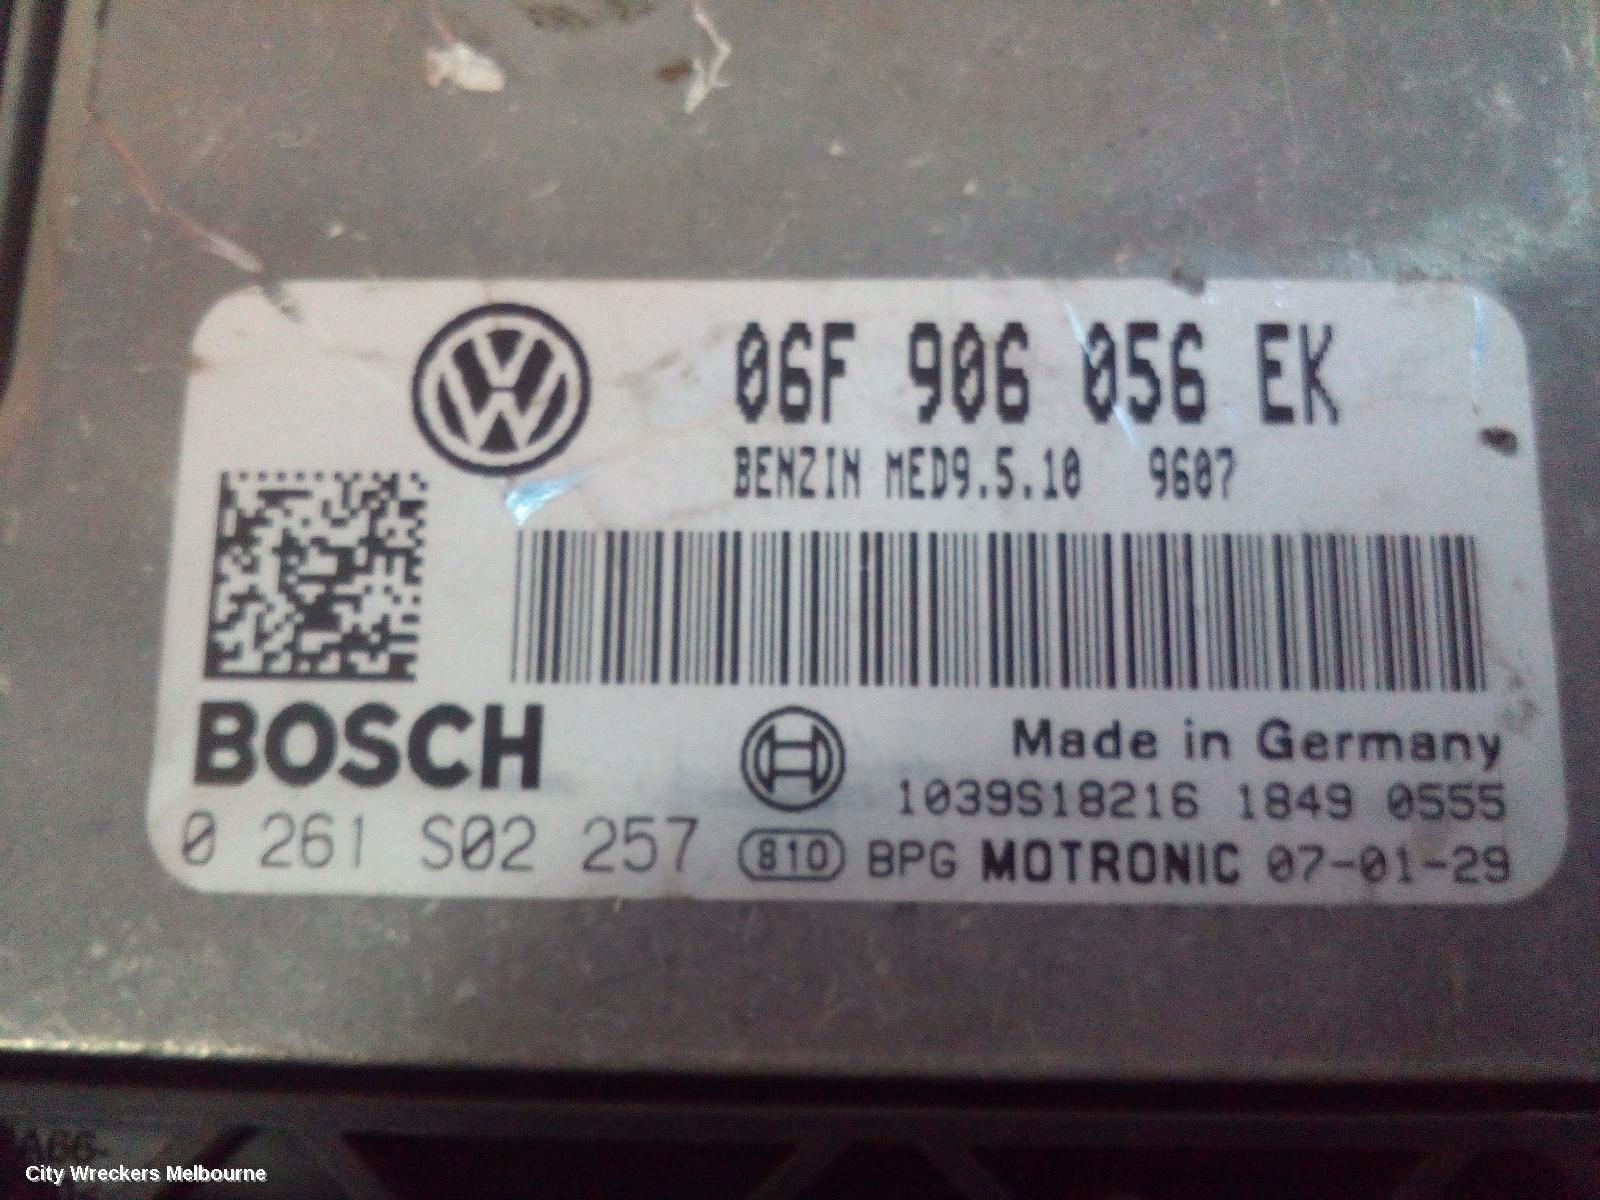 06F 906 056 EK
BENZIN MED9.5.10 9607
BOSCH
Made in Germany
1039S18216 1849 0555
0 261 S02 257
810 BPG MOTRONIC 07-01-29
City Wreckers Melbourne